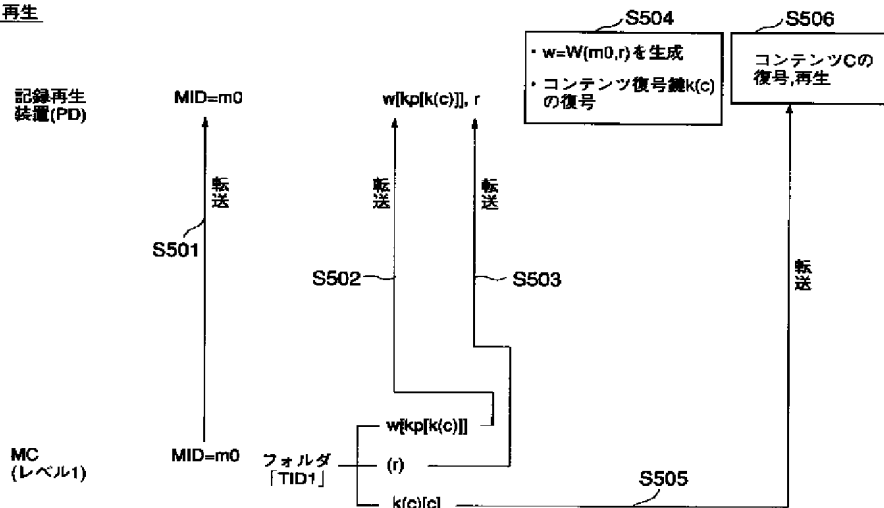 再生
S504
S506
・w=W(m0,r)を生成
・コンテンツ復号鍵k(c)
の復号
コンテンツCの
復号,再生
記録再生
装置(PD)
MID=m0
w[kp[k(c)]], r
転送
転送
転送
転送
S501
S502
S503
w[kp[k(c)]]
MC
(レベル1)
MID=m0
フォルダ
「TID1」
(r)
S505
k(c)[c]